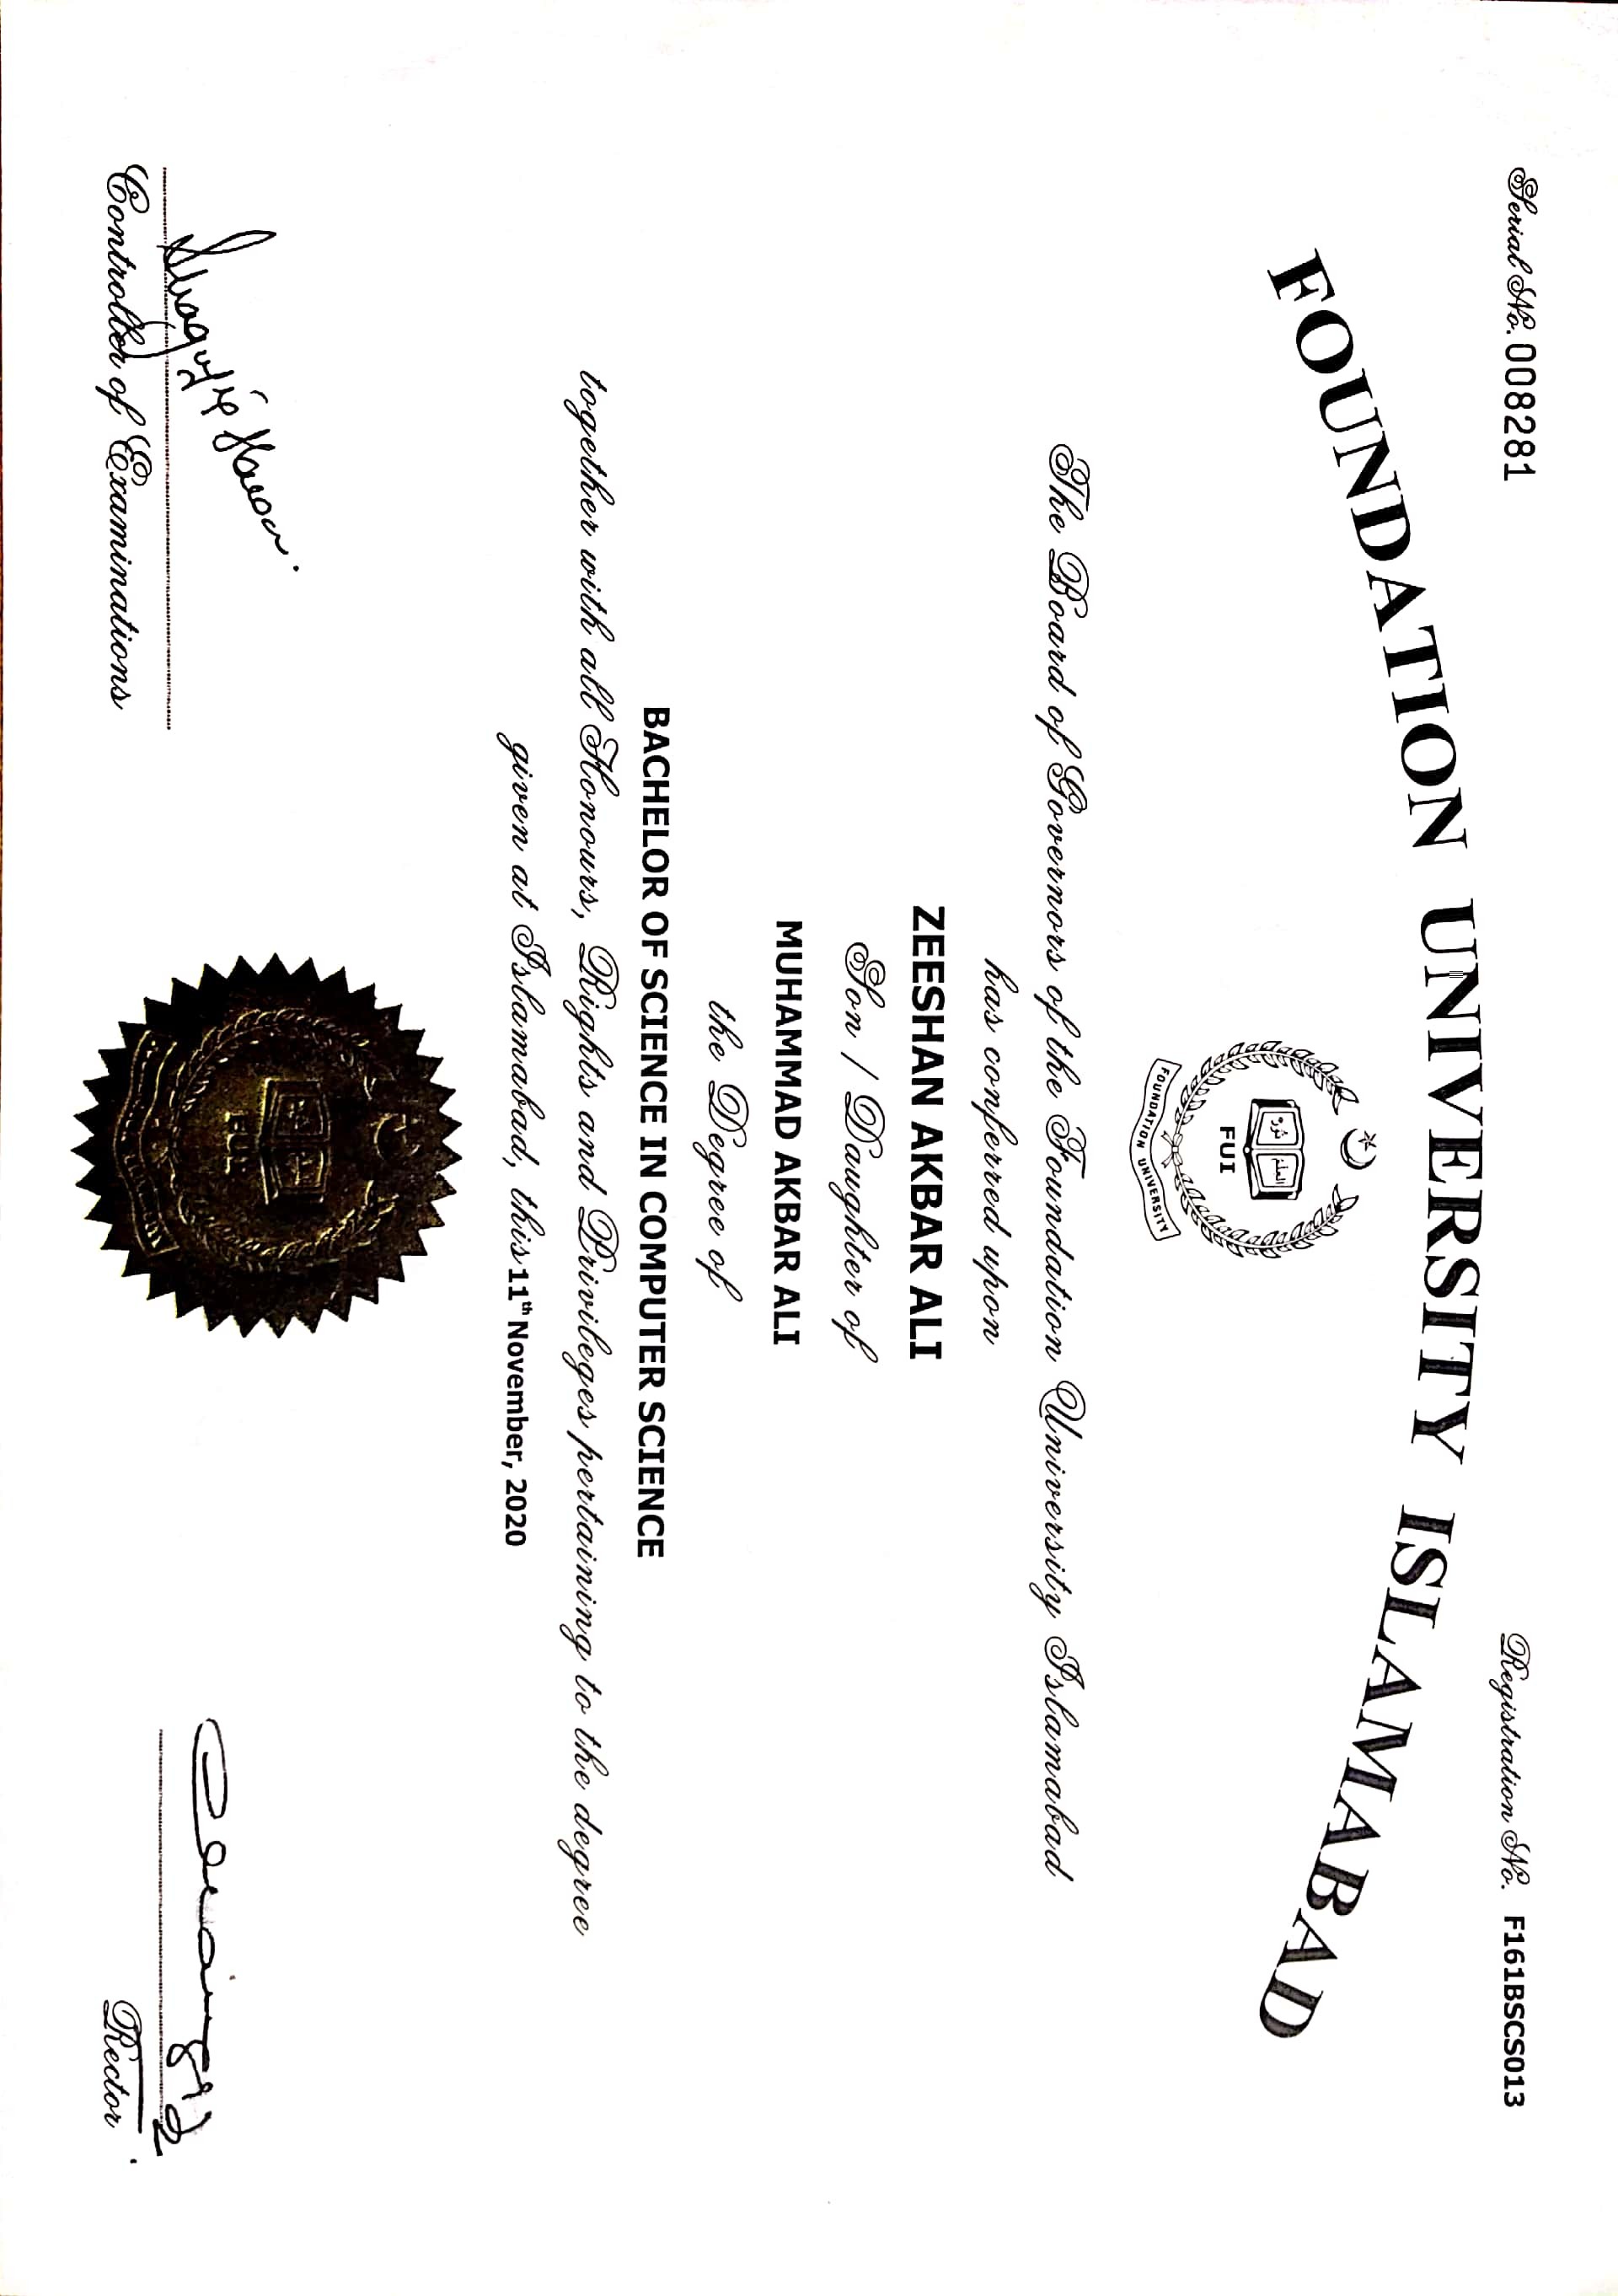 Serial No. 008281
Registration No. F161BSCS013
FOUNDATION UNIVERSITY ISLAMABAD
FUI
FOUNDATION UNIVERSITY
The Board of Governors of the Foundation University Islamabad
has conferred upon
ZEESHAN AKBAR ALI
Son / Daughter of
MUHAMMAD AKBAR ALI
the Degree of
BACHELOR OF SCIENCE IN COMPUTER SCIENCE
together with all Honours, Rights and Privileges pertaining to the degree
given at Islamabad, this 11th November, 2020
FUI
Controller of Examinations
Rector